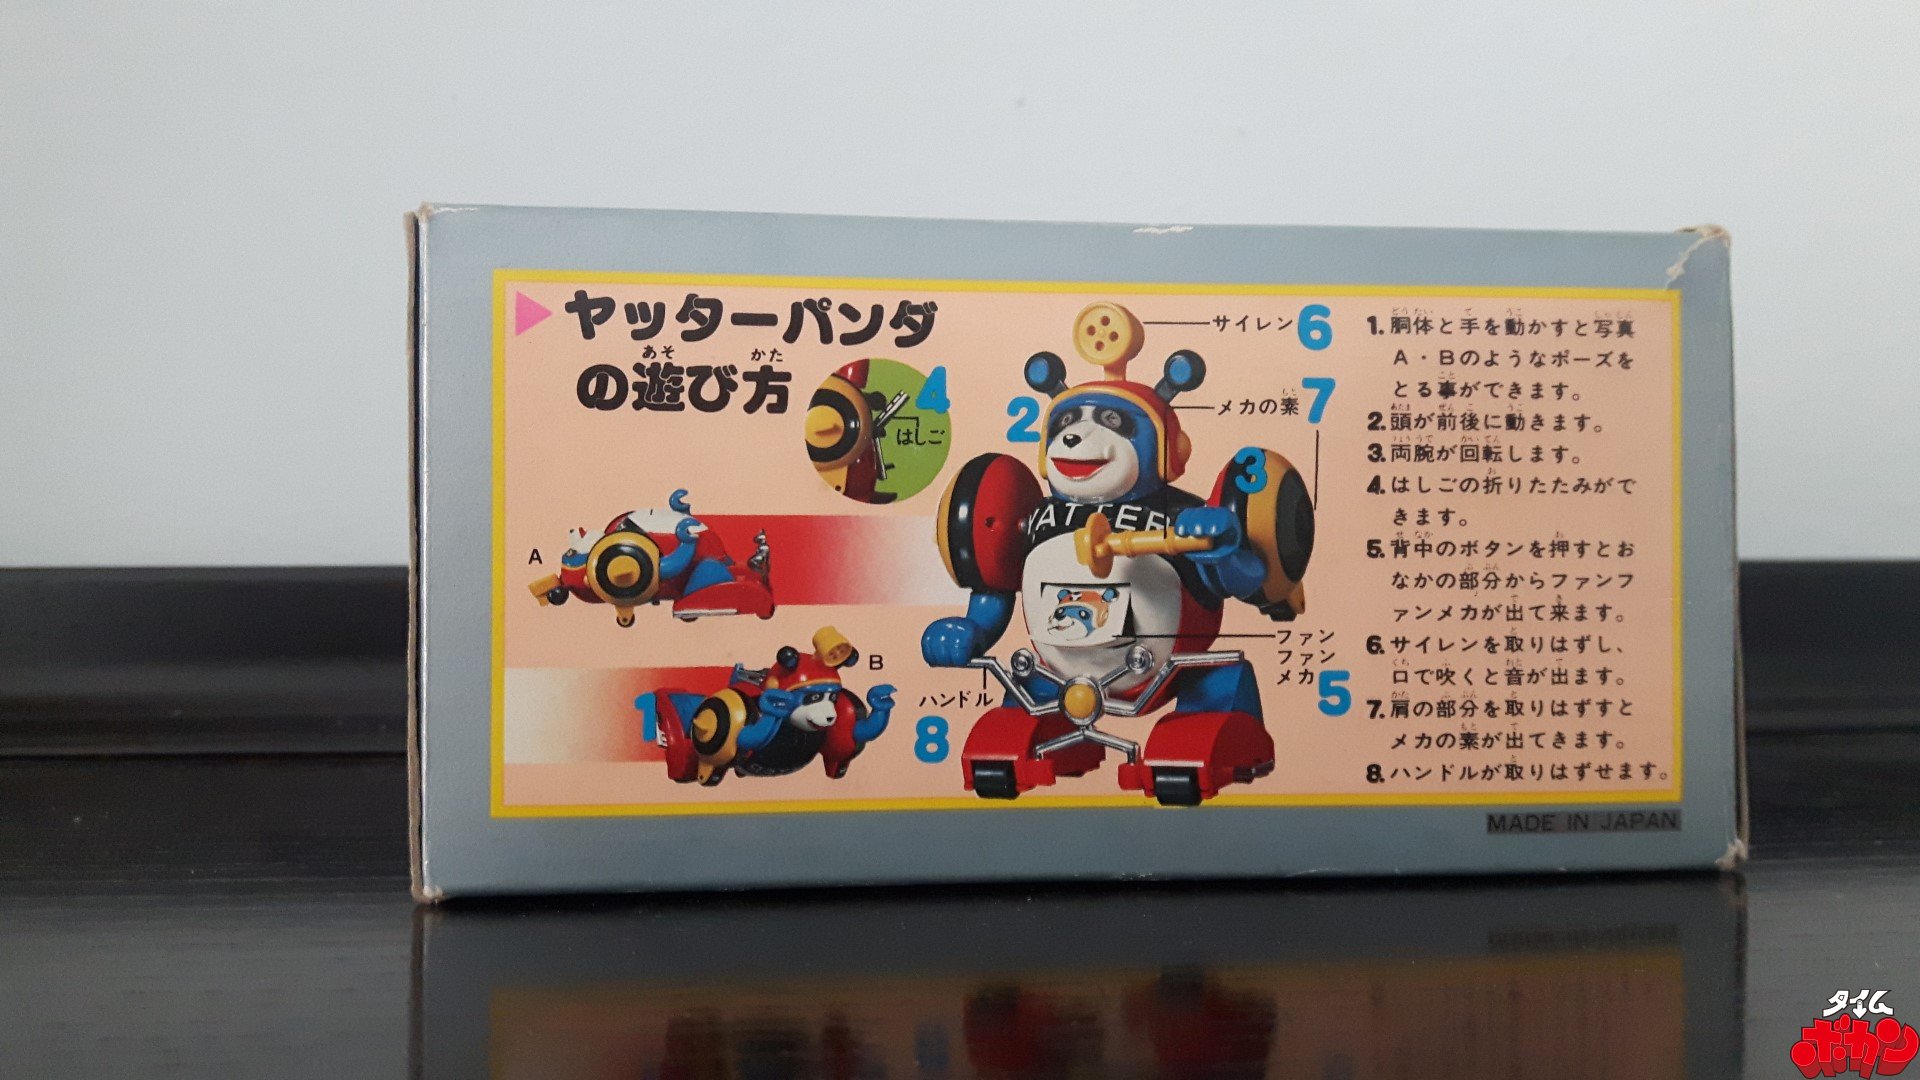 ヤッターパンダ
の遊び方
あそ かた
4
はしご
A
B
1
2
サイレン 6
メカの素 7
もと
3
YATTER
ファン
ファン
メカ 5
ハンドル
8
1.胴体と手を動かすと写真
A・Bのようなポーズを
とる事ができます。
2.頭が前後に動きます。
3.両腕が回転します。
4.はしごの折りたたみがで
きます。
5.背中のボタンを押すとお
なかの部分からファンフ
ァンメカが出て来ます。
6.サイレンを取りはずし、
口で吹くと音が出ます。
7.肩の部分を取りはずすと
メカの素が出てきます。
8.ハンドルが取りはずせます。
MADE IN JAPAN
タイム
ボカン